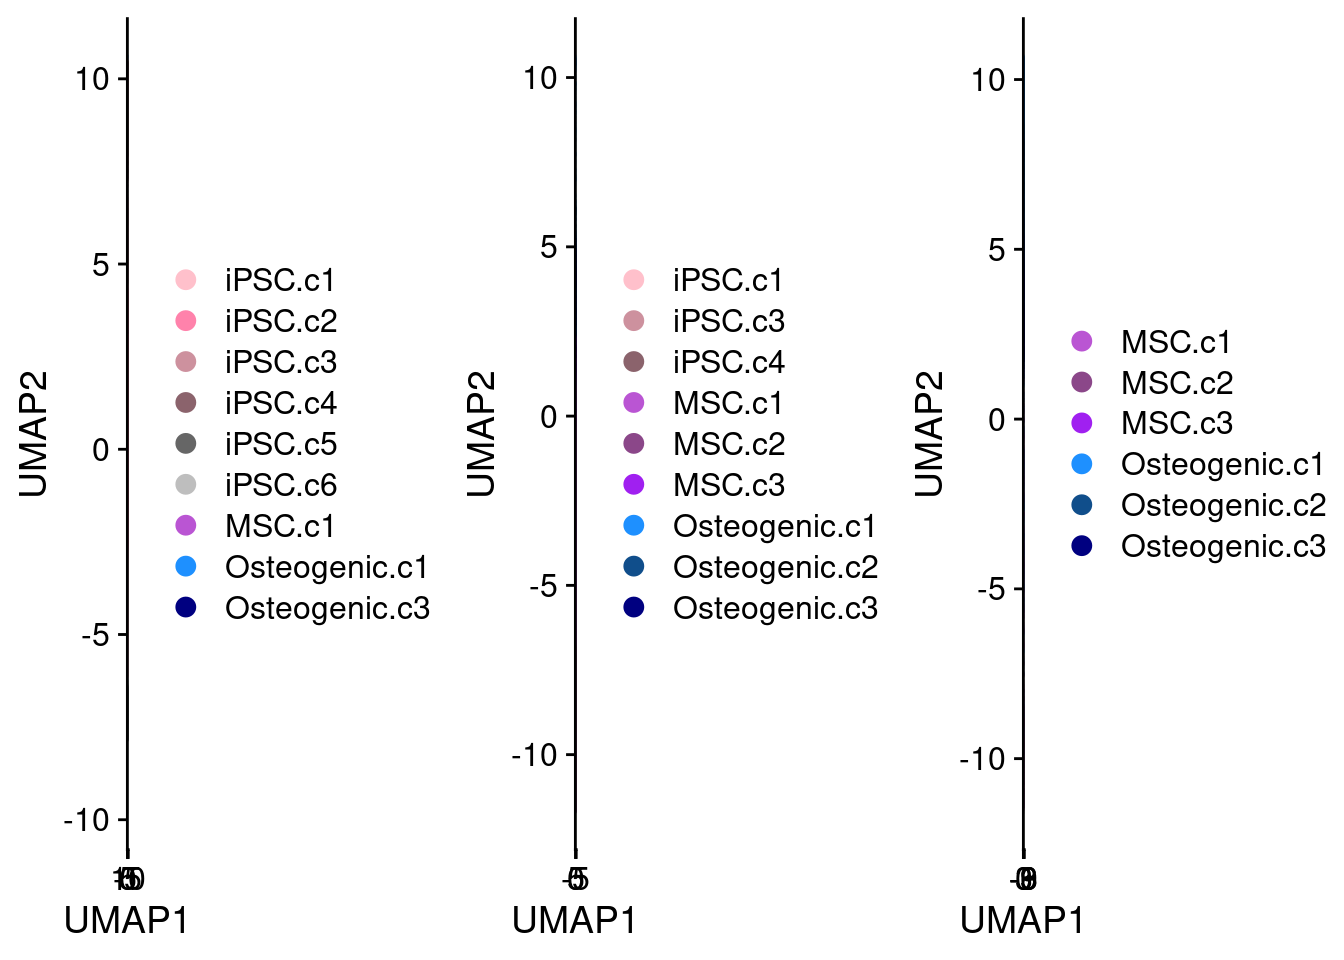 10
5
0
-5
-10
UMAP2
iPSC.c1
iPSC.c2
iPSC.c3
iPSC.c4
iPSC.c5
iPSC.c6
MSC.c1
Osteogenic.c1
Osteogenic.c3
UMAP1
10
5
0
-5
-10
UMAP2
iPSC.c1
iPSC.c3
iPSC.c4
MSC.c1
MSC.c2
MSC.c3
Osteogenic.c1
Osteogenic.c2
Osteogenic.c3
UMAP1
10
5
0
-5
-10
UMAP2
MSC.c1
MSC.c2
MSC.c3
Osteogenic.c1
Osteogenic.c2
Osteogenic.c3
UMAP1